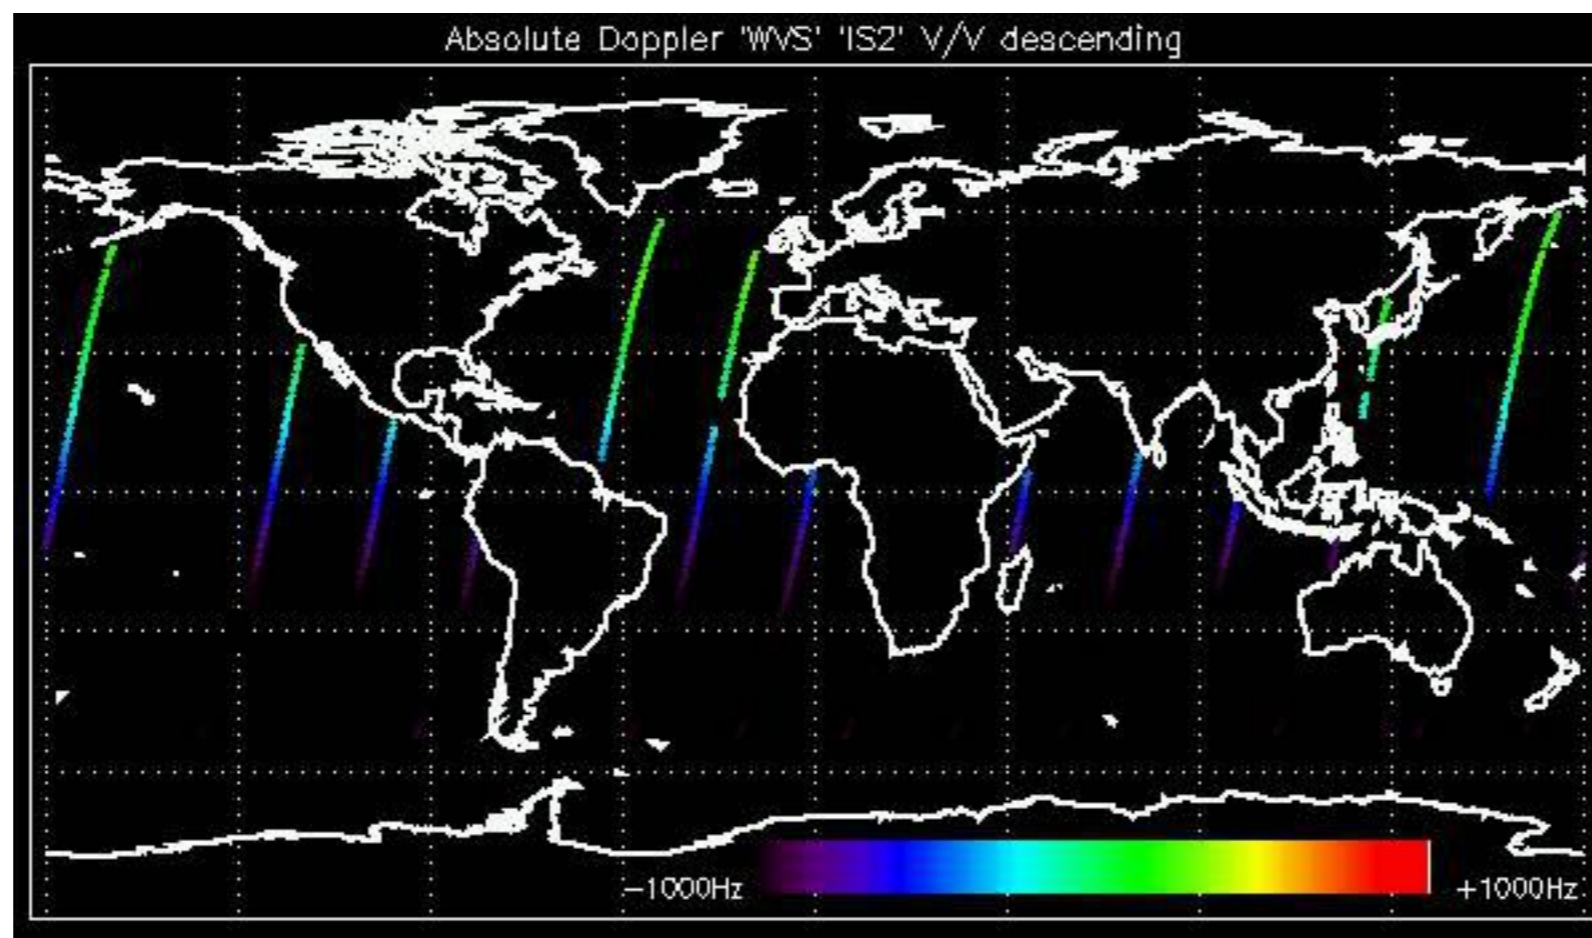 Absolute Doppler 'WVS' 'IS2' V/V descending
−1000Hz +1000Hz